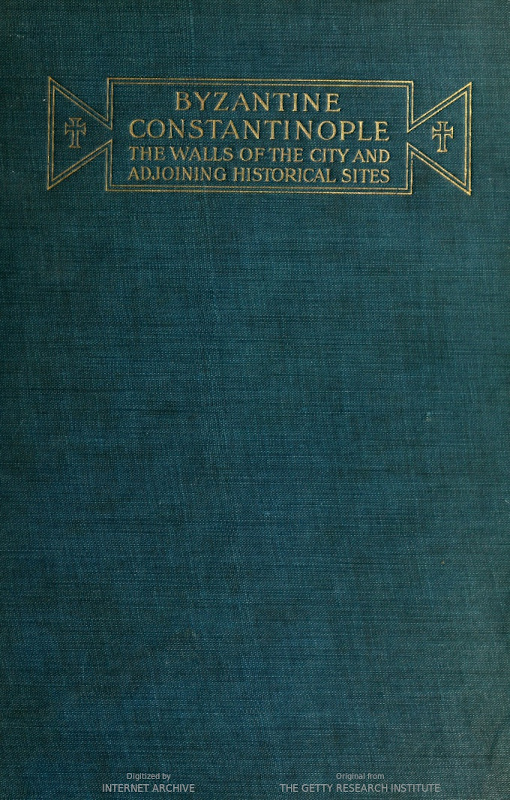 BYZANTINE
CONSTANTINOPLE
THE WALLS OF THE CITY AND
ADJOINING HISTORICAL SITES
Digitized by
INTERNET ARCHIVE
Original from
THE GETTY RESEARCH INSTITUTE